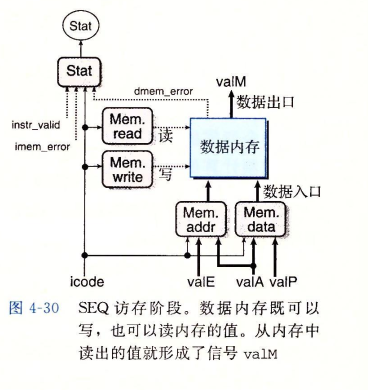 Stat
Stat
dmem_error
valM
数据出口
instr_valid
imem_error
Mem.
read
读
Mem.
write
写
数据内存
数据入口
Mem.
addr
Mem.
data
icode
valE
valA
valP
图 4-30 SEQ 访存阶段。数据内存既可以
写，也可以读内存的值。从内存中
读出的值就形成了信号 valM